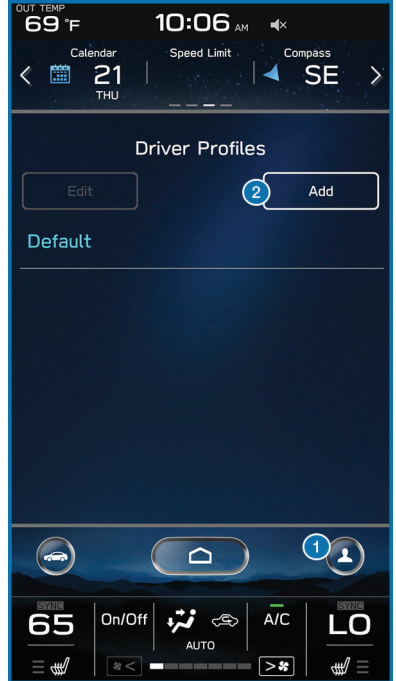 OUT TEMP
69 °F 10:06 AM
Calendar Speed Limit Compass
21 SE
THU
Driver Profiles
Edit 2 Add
Default
1
SYNC SYNC
65 On/Off A/C LO
AUTO
< >